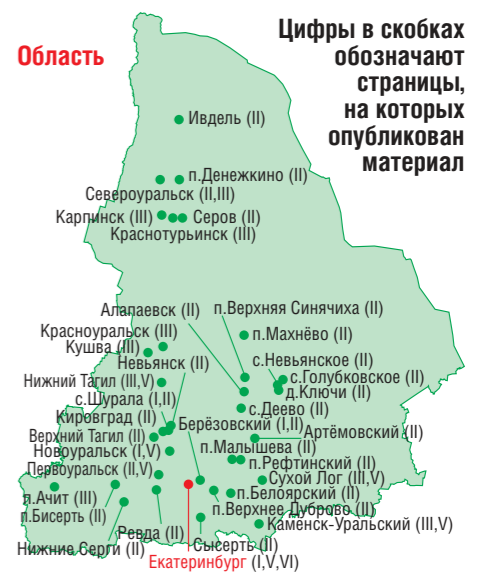 Область
Цифры в скобках
обозначают
страницы,
на которых
опубликован
материал
Ивдель (II)
п.Денежкино (II)
Североуральск (II,III)
Карпинск (III)
Серов (II)
Краснотурьинск (III)
Алапаевск (II)
п.Верхняя Синячиха (II)
Красноуральск (III)
п.Махнёво (II)
Кушва (III)
Невьянск (II)
с.Невьянское (II)
Нижний Тагил (III,V)
с.Голубковское (II)
с.Шурала (I,II)
д.Ключи (II)
Кировград (II)
Берёзовский (I,II)
с.Деево (II)
Верхний Тагил (II)
Артёмовский (II)
Новоуральск (I,V)
п.Малышева (II)
Первоуральск (II,V)
п.Рефтинский (II)
Сухой Лог (III,V)
п.Ачит (III)
п.Белоярский (II)
п.Бисерть (II)
п.Верхнее Дуброво (II)
Ревда (II)
Каменск-Уральский (III,V)
Нижние Серги (II)
Сысерть (II)
Екатеринбург (I,V,VI)